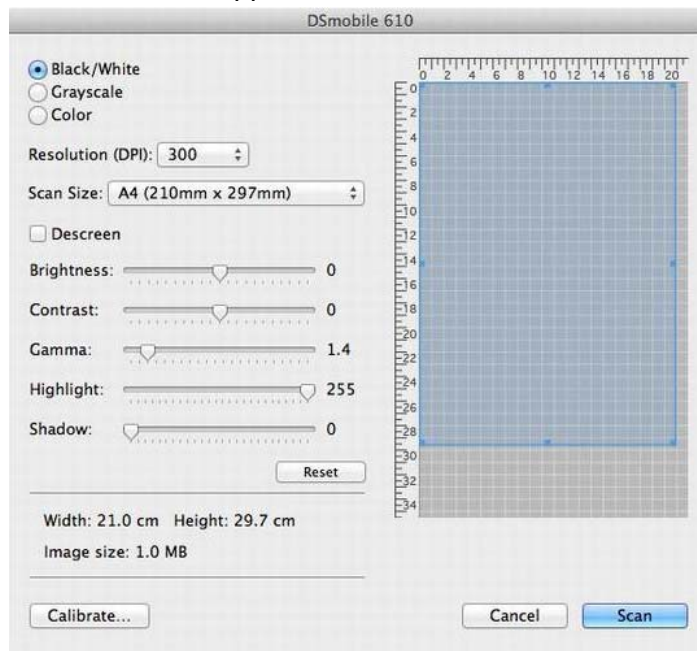 DSmobile 610
Black/White
Grayscale
Color
Resolution (DPI): 300
Scan Size: A4 (210mm x 297mm)
Descreen
Brightness: 0
Contrast: 0
Gamma: 1.4
Highlight: 255
Shadow: 0
Reset
Width: 21.0 cm Height: 29.7 cm
Image size: 1.0 MB
Calibrate...
0 2 4 6 8 10 12 14 16 18 20
0
2
4
6
8
10
12
14
16
18
20
22
24
26
28
30
32
34
Cancel Scan